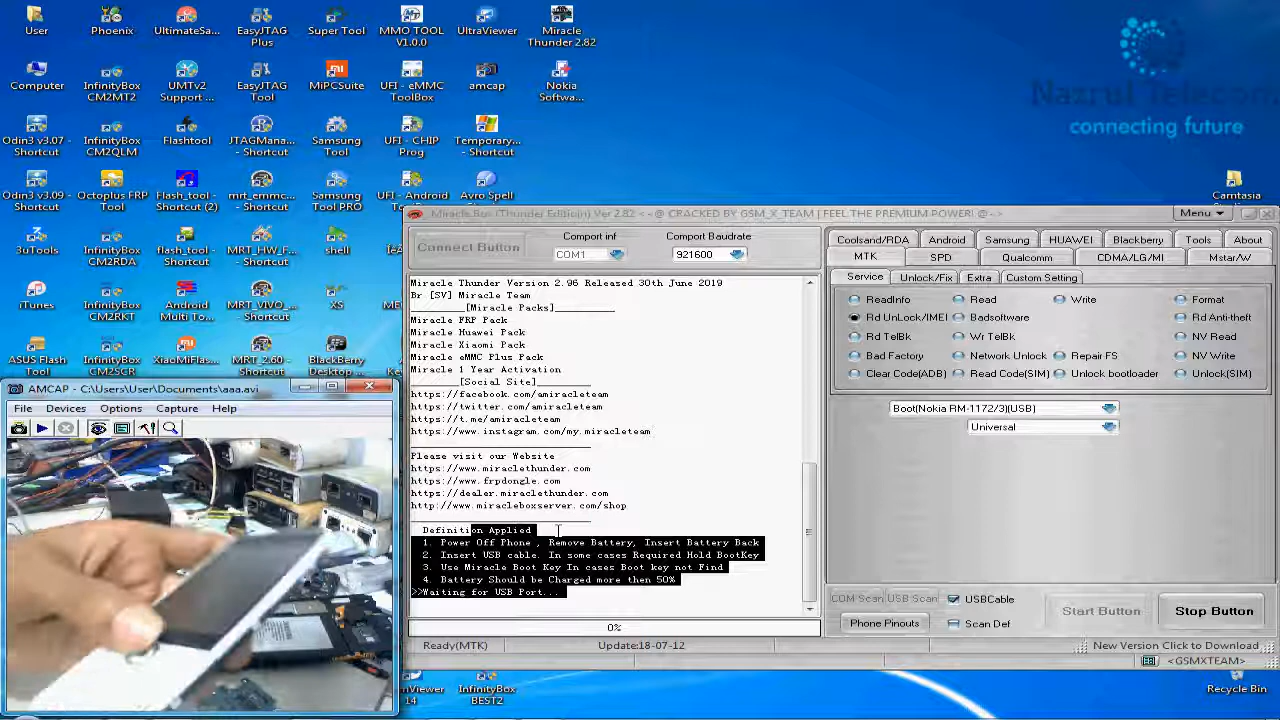 User
Phoenix
UltimateSa...
EasyJTAG
Plus
Super Tool
MMO TOOL
V1.0.0
UltraViewer
Miracle
Thunder 2.82
Computer
InfinityBox
CM2MT2
UMTv2
Support ...
EasyJTAG
Tool
MiPCSuite
UFI - eMMC
ToolBox
amcap
Nokia
Softwa...
Odin3 v3.07 -
Shortcut
InfinityBox
CM2QLM
Flashtool
JTAGMana...
- Shortcut
Samsung
Tool
UFI - CHIP
Prog
Temporary...
- Shortcut
Odin3 v3.09 -
Shortcut
Octoplus FRP
Tool
Flash_tool -
Shortcut (2)
mrt_emmc...
- Shortcut
Samsung
Tool PRO
UFI - Android
Avro Spell
3uTools
InfinityBox
CM2RDA
flash_tool -
Shortcut
MRT_HW_F...
- Shortcut
shell
iTunes
InfinityBox
CM2RKT
Android
Multi To...
MRT_VIVO_...
- Shortcut
XS
ASUS Flash
Tool
InfinityBox
CM2SCR
XiaoMiFlas...
MRT_2.60 -
Shortcut
BlackBerry
Desktop ...
Nazrul Telecom
connecting future
Camtasia
Shortcut
Miracle Box (Thunder Edition) Ver 2.82 < -@ CRACKED BY GSM_X_TEAM | FEEL THE PREMIUM POWER! @->
Menu
Connect Button
Comport inf
COM1
Comport Baudrate
921600
Miracle Thunder Version 2.95 Released 30th June 2019
Br [SV] Miracle Team
________[Miracle Packs]__________
Miracle FRP Pack
Miracle Huawei Pack
Miracle Xiaomi Pack
Miracle eMMC Plus Pack
Miracle 1 Year Activation
________[Social Site]_________
https://facebook.com/amiracleteam
https://twitter.com/amiracleteam
https://t.me/amiracleteam
https://www.instagram.com/my.miracleteam
Please visit our Website
https://www.miraclethunder.com
https://www.frpdongle.com
https://dealer.miraclethunder.com
http://www.miracleboxserver.com/shop
Definition Applied
1. Power Off Phone , Remove Battery, Insert Battery Back
2. Insert USB cable. In some cases Required Hold BootKey
3. Use Miracle Boot Key In cases Boot key not Find
4. Battery Should be Charged more then 50%
>>Waiting for USB Port...
0%
Ready(MTK)
Update:18-07-12
Coolsand/RDA
Android
Samsung
HUAWEI
Blackberry
Tools
About
MTK
SPD
Qualcomm
CDMA/LG/MI
Mstar/W
Service
Unlock/Fix
Extra
Custom Setting
ReadInfo
Read
Write
Format
Rd UnLock/IMEI
Badsoftware
Rd Anti-theft
Rd TelBk
Wr TelBk
NV Read
Bad Factory
Network Unlock
Repair FS
NV Write
Clear Code(ADB)
Read Code(SIM)
Unlock bootloader
Unlock(SIM)
Boot(Nokia RM-1172/3)(USB)
Universal
COM Scan
USB Scan
USBCable
Start Button
Stop Button
Phone Pinouts
Scan Def
New Version Click to Download
<GSMXTEAM>
AMCAP - C:\Users\User\Documents\aaa.avi
File
Devices
Options
Capture
Help
14
InfinityBox
BEST2
Recycle Bin